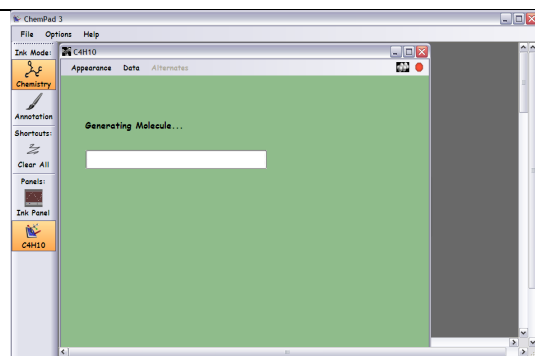 ChemPad 3
File Options Help
Ink Mode:
Chemistry
Annotation
Shortcuts:
Clear All
Panels:
Ink Panel
C4H10
C4H10
Appearance Data Alternates
Generating Molecule...